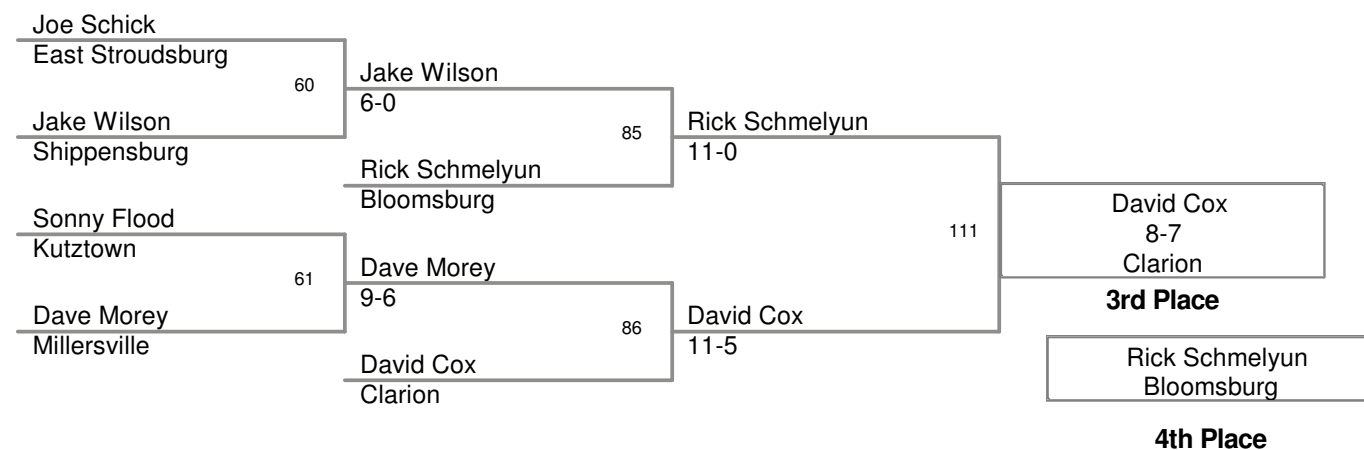 Joe Schick
East Stroudsburg
60
Jake Wilson
Shippensburg
Jake Wilson
6-0
85
Rick Schmelyun
Bloomsburg
Rick Schmelyun
11-0
Sonny Flood
Kutztown
61
Dave Morey
Millersville
Dave Morey
9-6
86
David Cox
Clarion
David Cox
11-5
111
David Cox
8-7
Clarion
3rd Place
Rick Schmelyun
Bloomsburg
4th Place